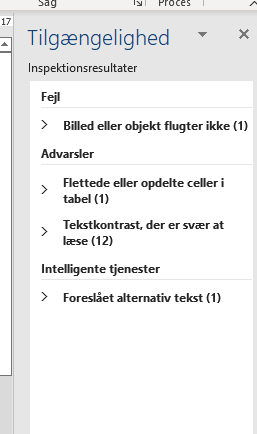 Sag
Proces
17
Tilgængelighed
Inspektionsresultater
Fejl
Billed eller objekt flugter ikke (1)
Advarsler
Flettede eller opdelte celler i
tabel (1)
Tekstkontrast, der er svær at
læse (12)
Intelligente tjenester
Foreslået alternativ tekst (1)